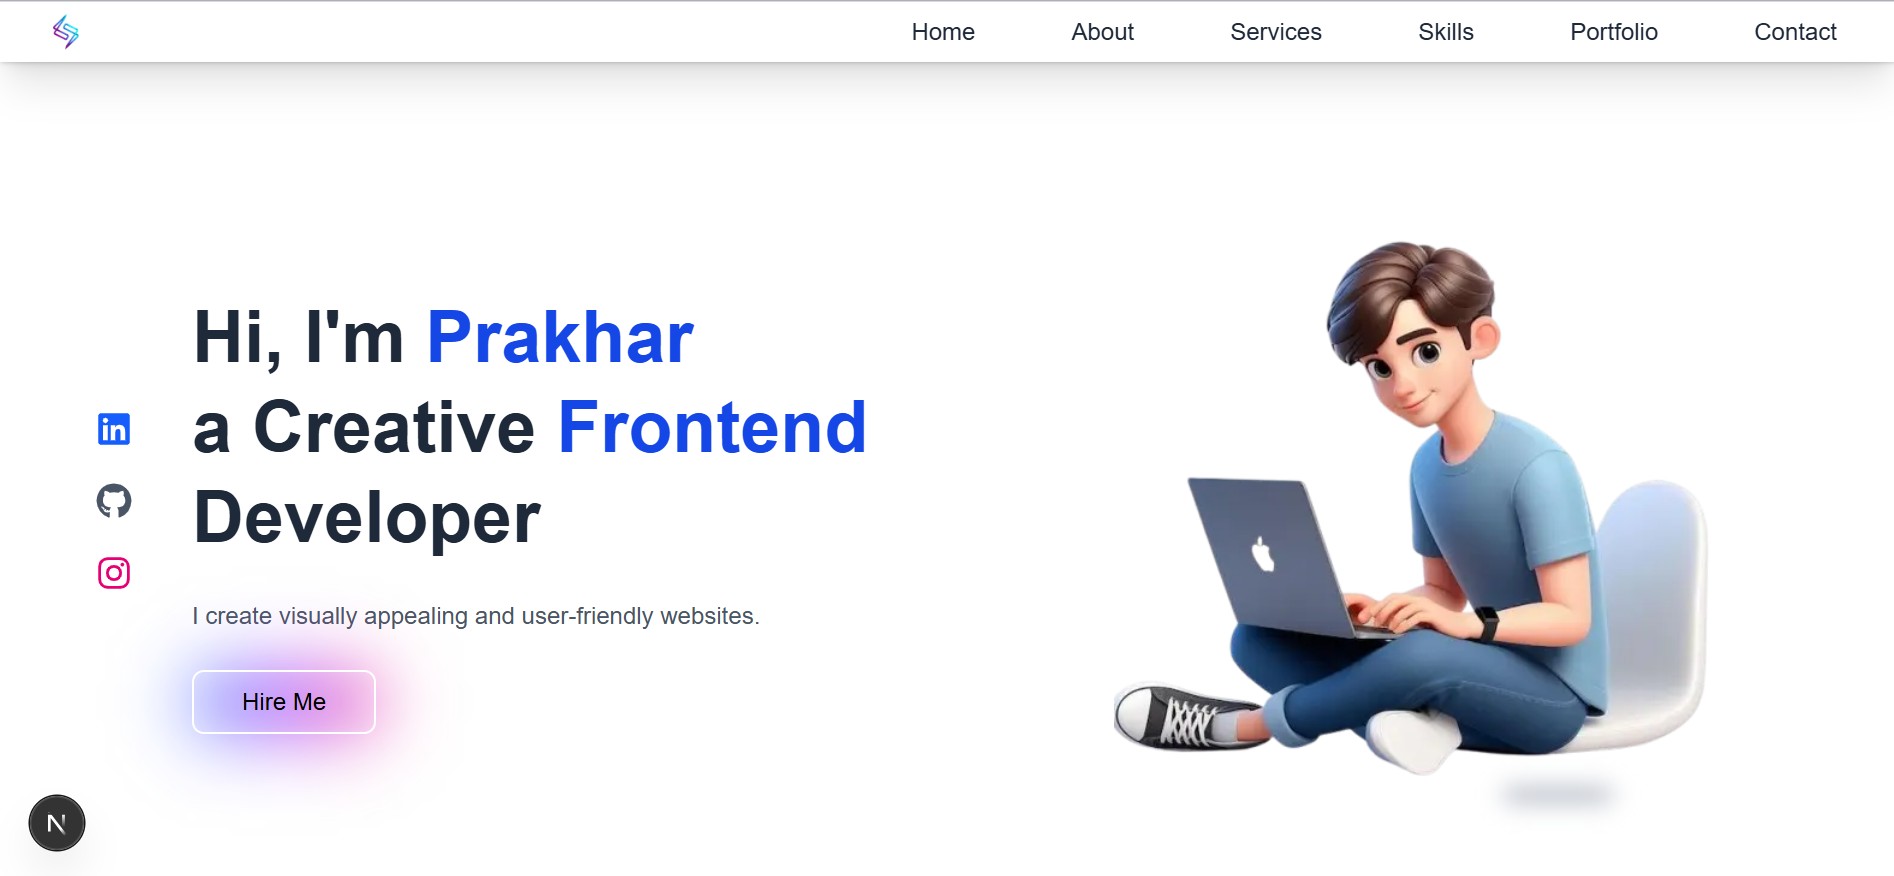 Home
About
Services
Skills
Portfolio
Contact
Hi, I'm Prakhar
a Creative Frontend
Developer
I create visually appealing and user-friendly websites.
Hire Me
in
N